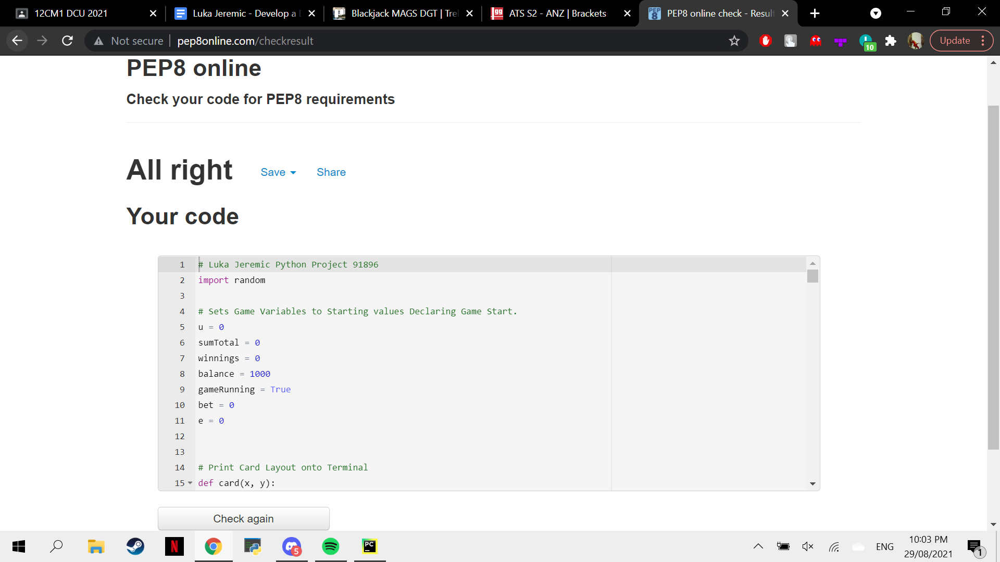 12CM1 DCU 2021
Luka Jeremic - Develop a
Blackjack MAGS DGT | Trel
ATS S2 - ANZ | Brackets
PEP8 online check - Result
Not secure
pep8online.com/checkresult
10
Update
PEP8 online
Check your code for PEP8 requirements
All right
Save
Share
Your code
1 # Luka Jeremic Python Project 91896
2 import random
3
4 # Sets Game Variables to Starting values Declaring Game Start.
5 u = 0
6 sumTotal = 0
7 winnings = 0
8 balance = 1000
9 gameRunning = True
10 bet = 0
11 e = 0
12
13
14 # Print Card Layout onto Terminal
15 def card(x, y):
Check again
N
5
PC
ENG
10:03 PM
29/08/2021
1